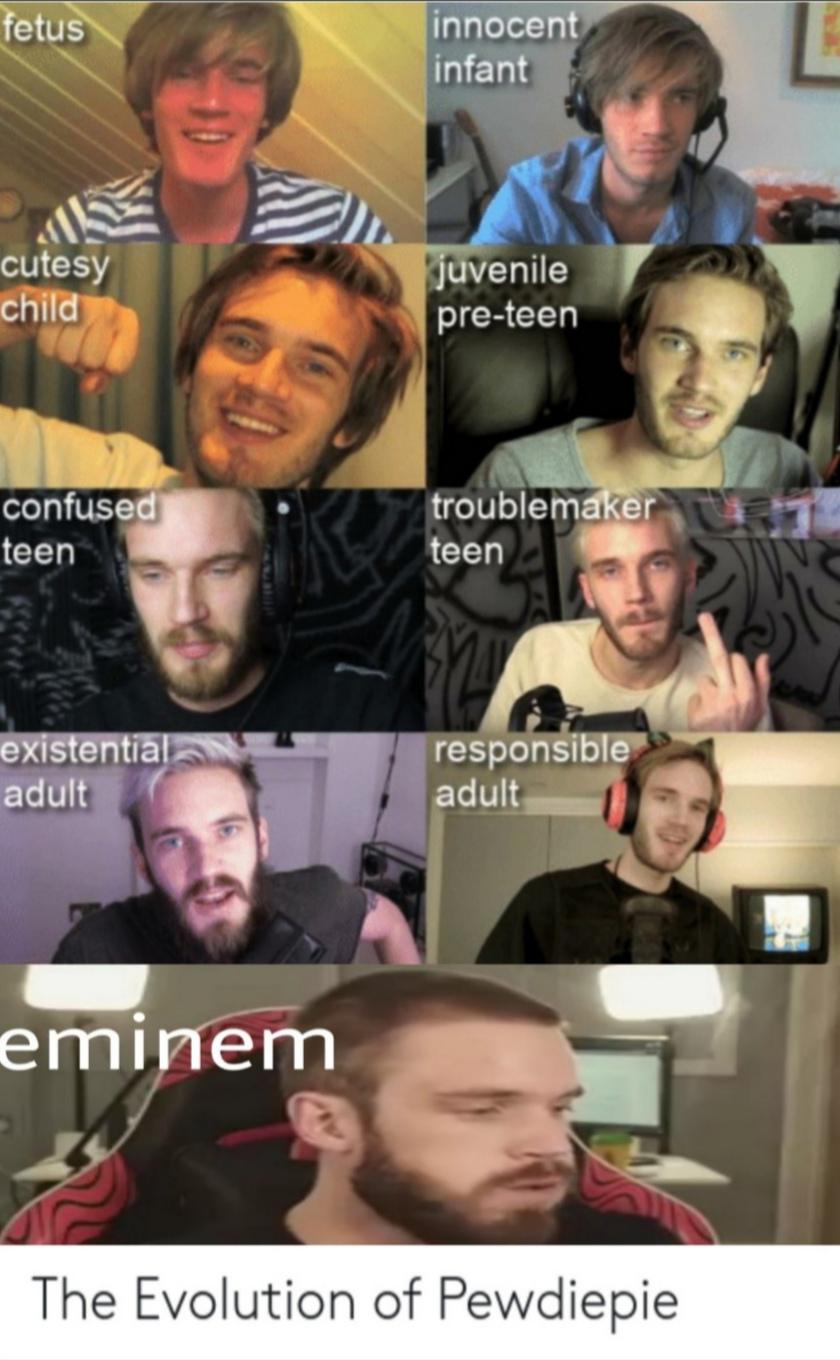 fetus
innocent
infant
cutesy
child
juvenile
pre-teen
confused
teen
troublemaker
teen
existential
adult
responsible
adult
eminem
The Evolution of Pewdiepie